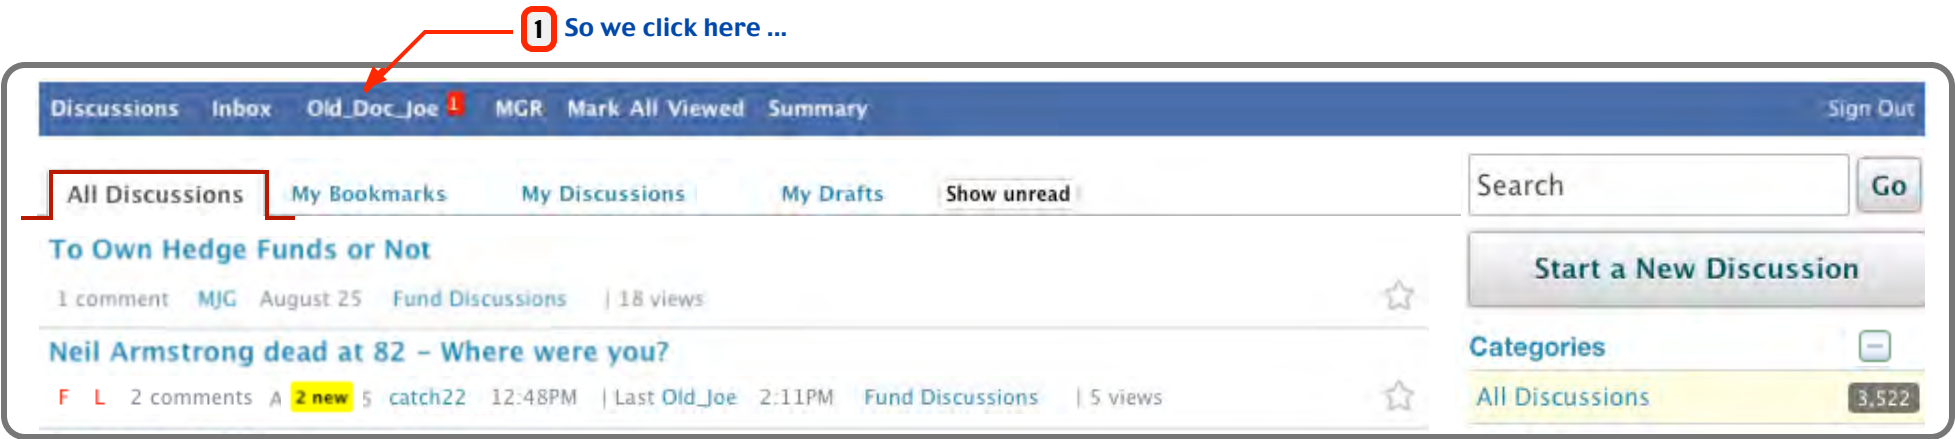 1 So we click here ...
Discussions Inbox Old_Doc_Joe 1 MGR Mark All Viewed Summary Sign Out
All Discussions My Bookmarks My Discussions My Drafts Show unread
Search Go
To Own Hedge Funds or Not
1 comment MJG August 25 Fund Discussions | 18 views
Start a New Discussion
Neil Armstrong dead at 82 – Where were you?
F L 2 comments A 2 new 5 catch22 12:48PM | Last Old_Joe 2:11PM Fund Discussions | 5 views
Categories
All Discussions 3,522